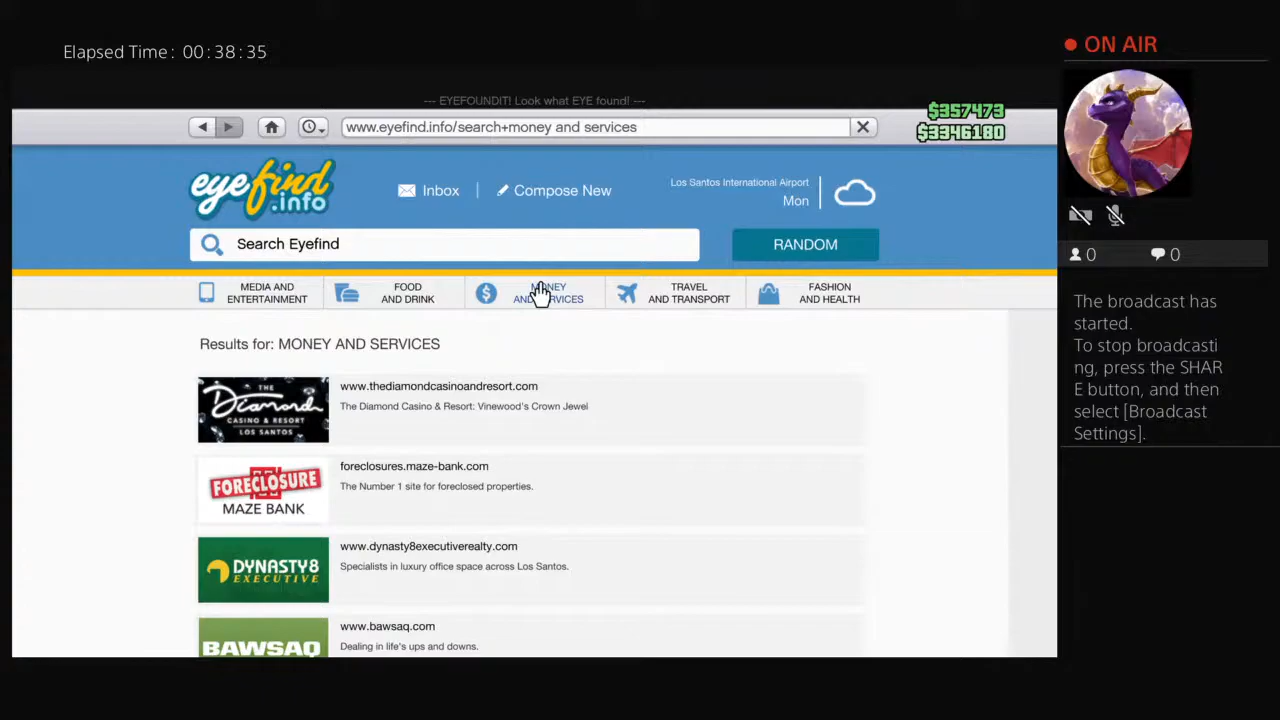 Elapsed Time: 00:38:35
ON AIR
--- EYEFOUNDIT! Look what EYE found! ---
www.eyefind.info/search+money and services
$357473
$3346180
eyefind.info
Inbox
Compose New
Los Santos International Airport
Mon
Search Eyefind
RANDOM
0
0
MEDIA AND ENTERTAINMENT
FOOD AND DRINK
MONEY AND SERVICES
TRAVEL AND TRANSPORT
FASHION AND HEALTH
The broadcast has
started.
To stop broadcasti
ng, press the SHAR
E button, and then
select [Broadcast
Settings].
Results for: MONEY AND SERVICES
THE
Diamond
CASINO & RESORT
LOS SANTOS
www.thediamondcasinoandresort.com
The Diamond Casino & Resort: Vinewood's Crown Jewel
FORECLOSURE
MAZE BANK
foreclosures.maze-bank.com
The Number 1 site for foreclosed properties.
DYNASTY8
EXECUTIVE
www.dynasty8executiverealty.com
Specialists in luxury office space across Los Santos.
BAWSAQ
www.bawsaq.com
Dealing in life's ups and downs.